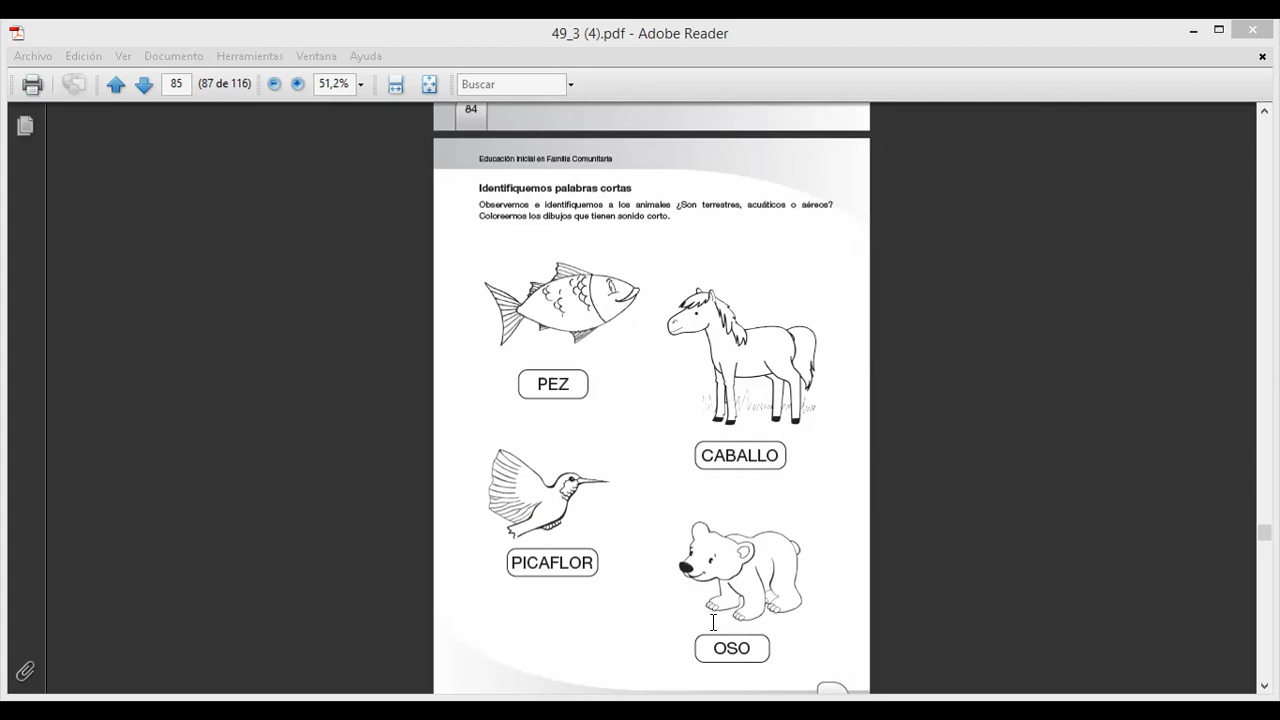 49_3 (4).pdf - Adobe Reader
Archivo Edición Ver Documento Herramientas Ventana Ayuda
85 (87 de 116) 51,2% Buscar
84
Educación Inicial en Familia Comunitaria
Identifiquemos palabras cortas
Observemos e identifiquemos a los animales ¿Son terrestres, acuáticos o aéreos?
Coloreemos los dibujos que tienen sonido corto.
PEZ
CABALLO
PICAFLOR
OSO